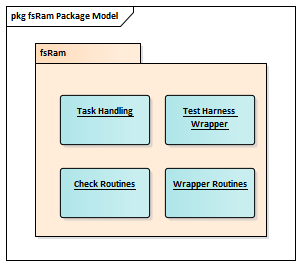 pkg fsRam Package Model
fsRam
Task Handling
Test Harness
Wrapper
Check Routines
Wrapper Routines